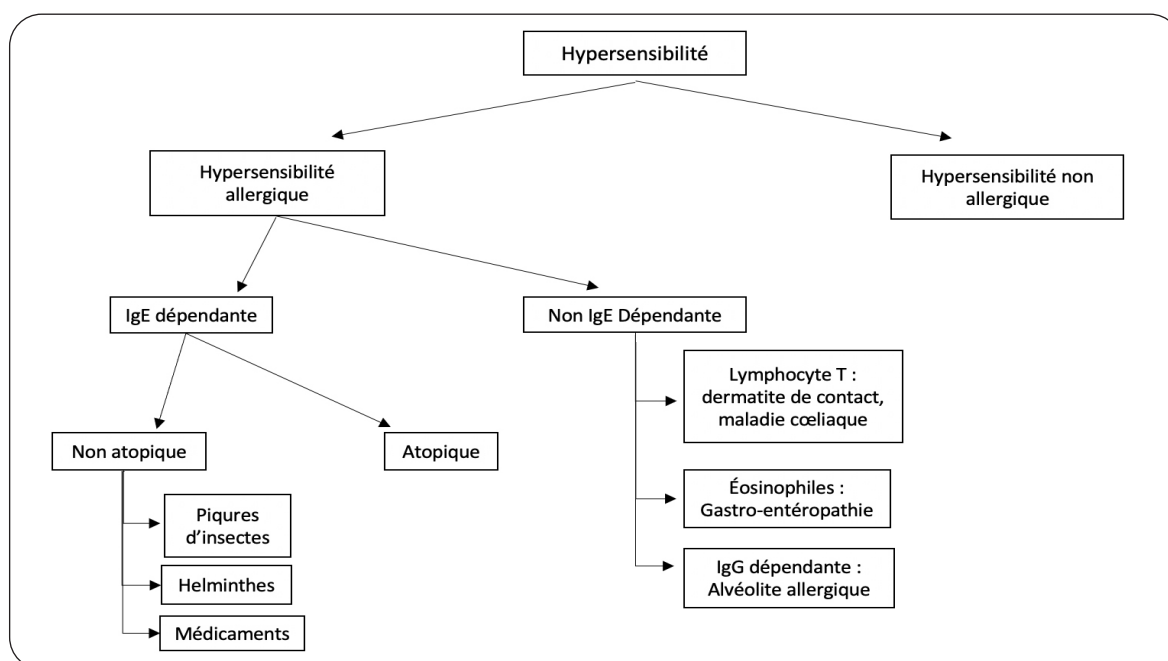 Hypersensibilité
Hypersensibilité
allergique
Hypersensibilité non
allergique
IgE dépendante
Non IgE Dépendante
Lymphocyte T :
dermatite de contact,
maladie cœliaque
Non atopique
Atopique
Éosinophiles :
Gastro-entéropathie
Piqures
d’insectes
IgG dépendante :
Alvéolite allergique
Helminthes
Médicaments